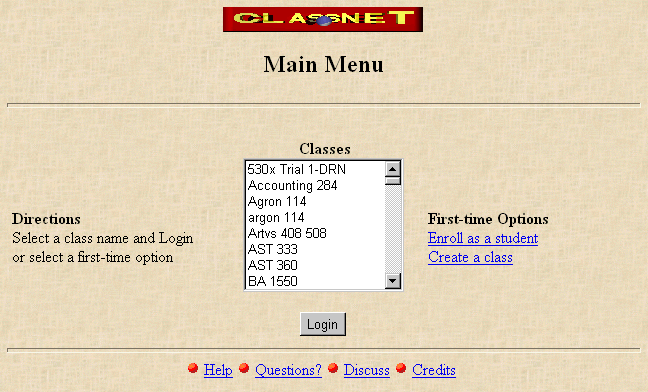 CLASSNET
Main Menu
Classes
530x Trial 1-DRN
Accounting 284
Agron 114
argon 114
Artvs 408 508
AST 333
AST 360
BA 1550
Directions
Select a class name and Login
or select a first-time option
First-time Options
Enroll as a student
Create a class
Login
Help Questions? Discuss Credits